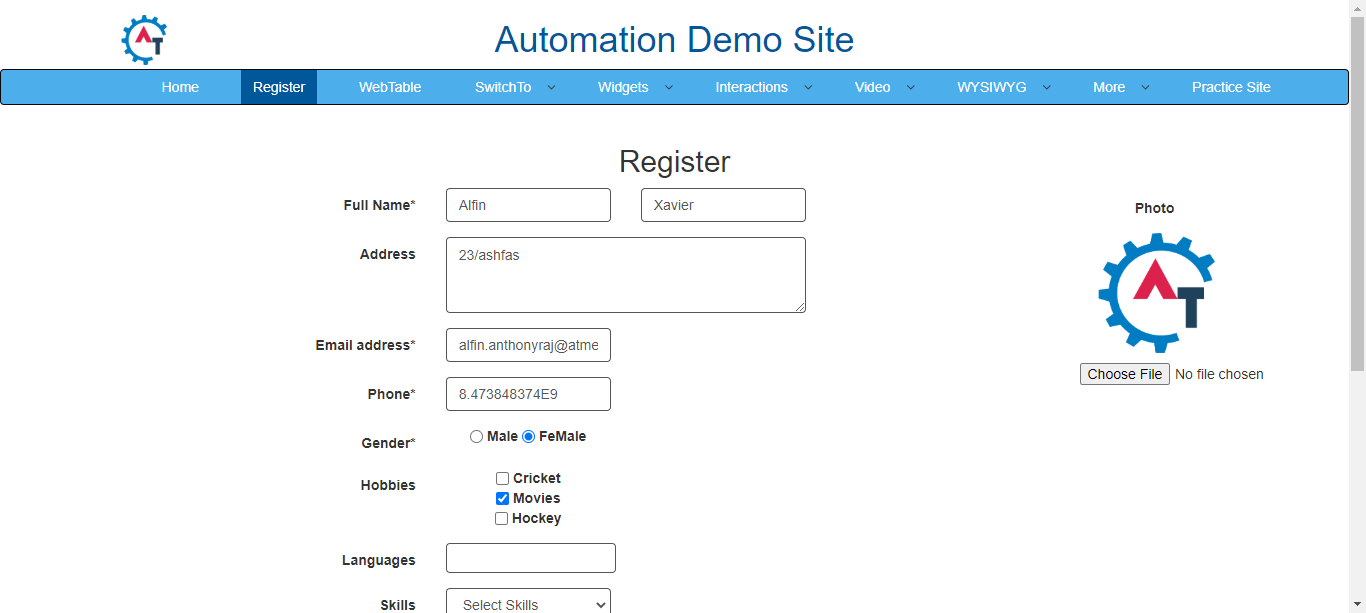 AT
Automation Demo Site
Home Register WebTable SwitchTo Widgets Interactions Video WYSIWYG More Practice Site
Register
Full Name* Alfin Xavier
Photo
Address 23/ashfas
AT
Email address* alfin.anthonyraj@atme
Choose File No file chosen
Phone* 8.473848374E9
Gender* Male FeMale
Hobbies Cricket
Movies
Hockey
Languages
Skills Select Skills